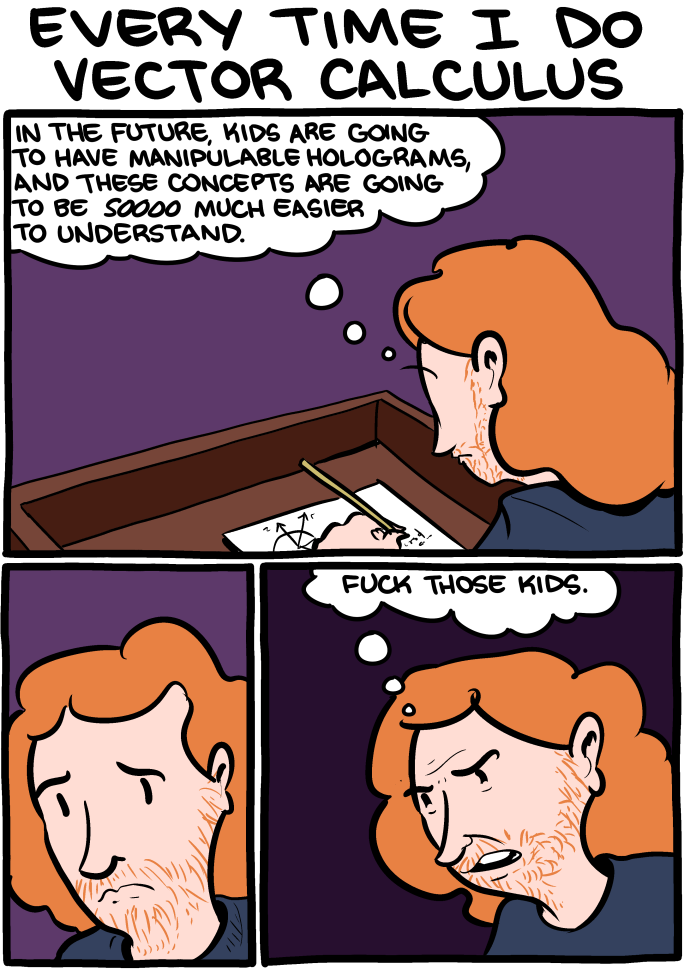 EVERY TIME I DO
VECTOR CALCULUS
IN THE FUTURE, KIDS ARE GOING
TO HAVE MANIPULABLE HOLOGRAMS,
AND THESE CONCEPTS ARE GOING
TO BE SOOOO MUCH EASIER
TO UNDERSTAND.
FUCK THOSE KIDS.